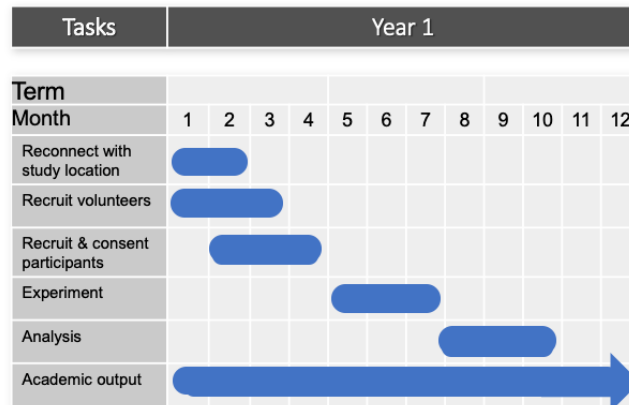 Tasks Year 1
Term
Month 1 2 3 4 5 6 7 8 9 10 11 12
Reconnect with
study location
Recruit volunteers
Recruit & consent
participants
Experiment
Analysis
Academic output